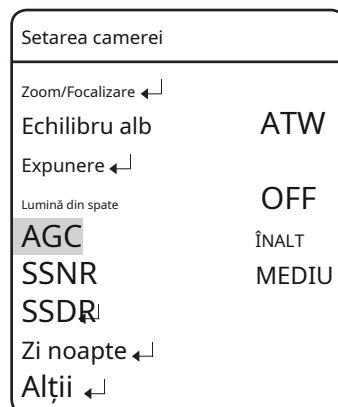 Setarea camerei
Zoom/Focalizare ↵
Echilibru alb ATW
Expunere ↵
Lumină din spate OFF
AGC ÎNALT
SSNR MEDIU
SSDR ↵
Zi noapte ↵
Alții ↵